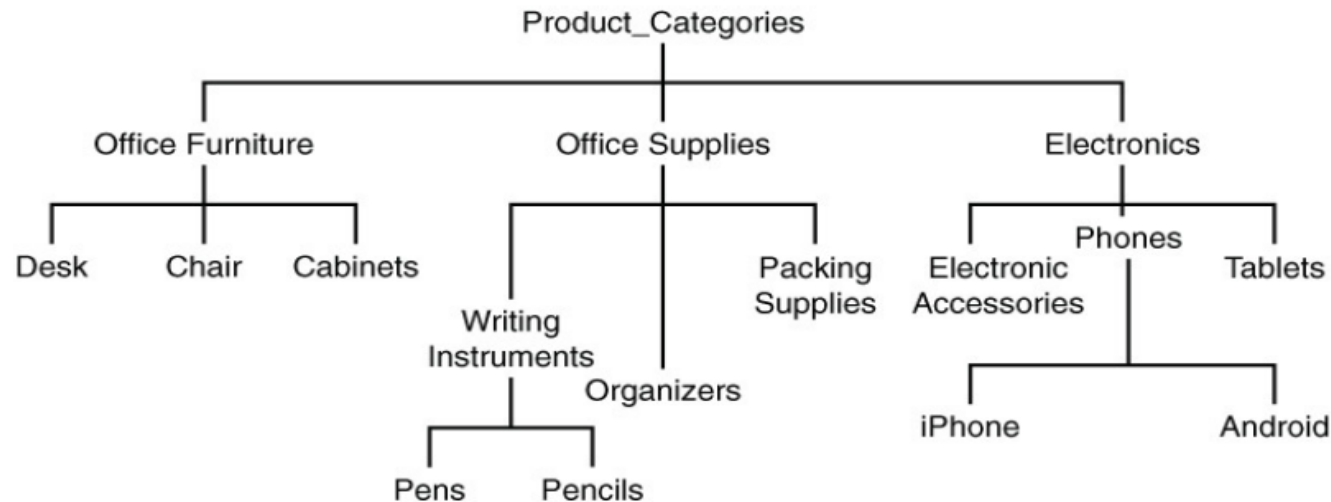 Product_Categories
Office Furniture
Office Supplies
Electronics
Desk
Chair
Cabinets
Writing
Instruments
Organizers
Packing
Supplies
Electronic
Accessories
Phones
Tablets
Pens
Pencils
iPhone
Android